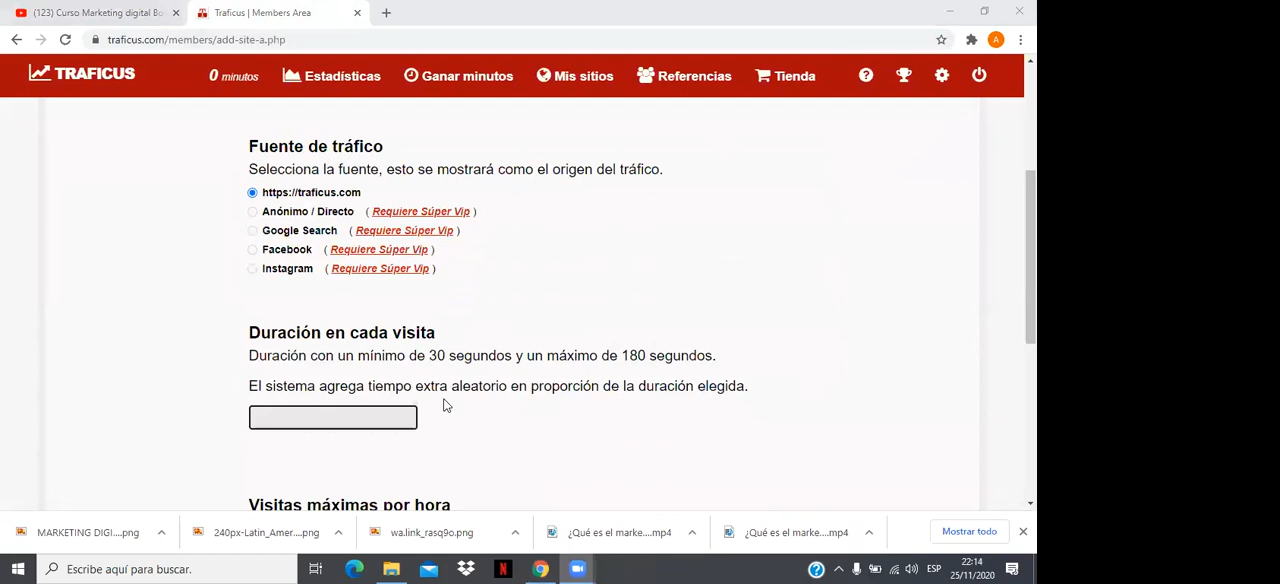 (123) Curso Marketing digital Bo
Traficus | Members Area
traficus.com/members/add-site-a.php
A
TRAFICUS
0 minutos
Estadísticas
Ganar minutos
Mis sitios
Referencias
Tienda
Fuente de tráfico
Selecciona la fuente, esto se mostrará como el origen del tráfico.
https://traficus.com
Anónimo / Directo ( Requiere Súper Vip )
Google Search ( Requiere Súper Vip )
Facebook ( Requiere Súper Vip )
Instagram ( Requiere Súper Vip )
Duración en cada visita
Duración con un mínimo de 30 segundos y un máximo de 180 segundos.
El sistema agrega tiempo extra aleatorio en proporción de la duración elegida.
Visitas máximas por hora
MARKETING DIGI....png
240px-Latin_Amer....png
wa.link_rasq9o.png
¿Qué es el marke....mp4
¿Qué es el marke....mp4
Mostrar todo
Escribe aquí para buscar.
N
ESP
22:14
25/11/2020